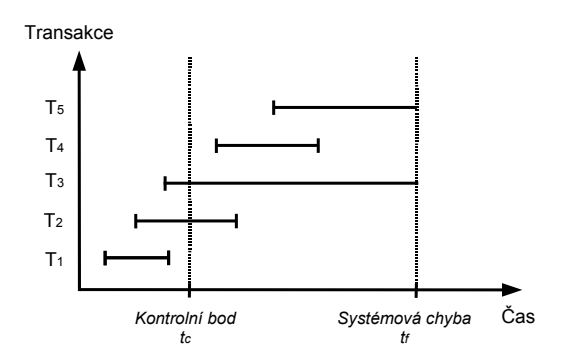 Transakce
T5
T4
T3
T2
T1
Kontrolní bod
tc
Systémová chyba
tf
Čas